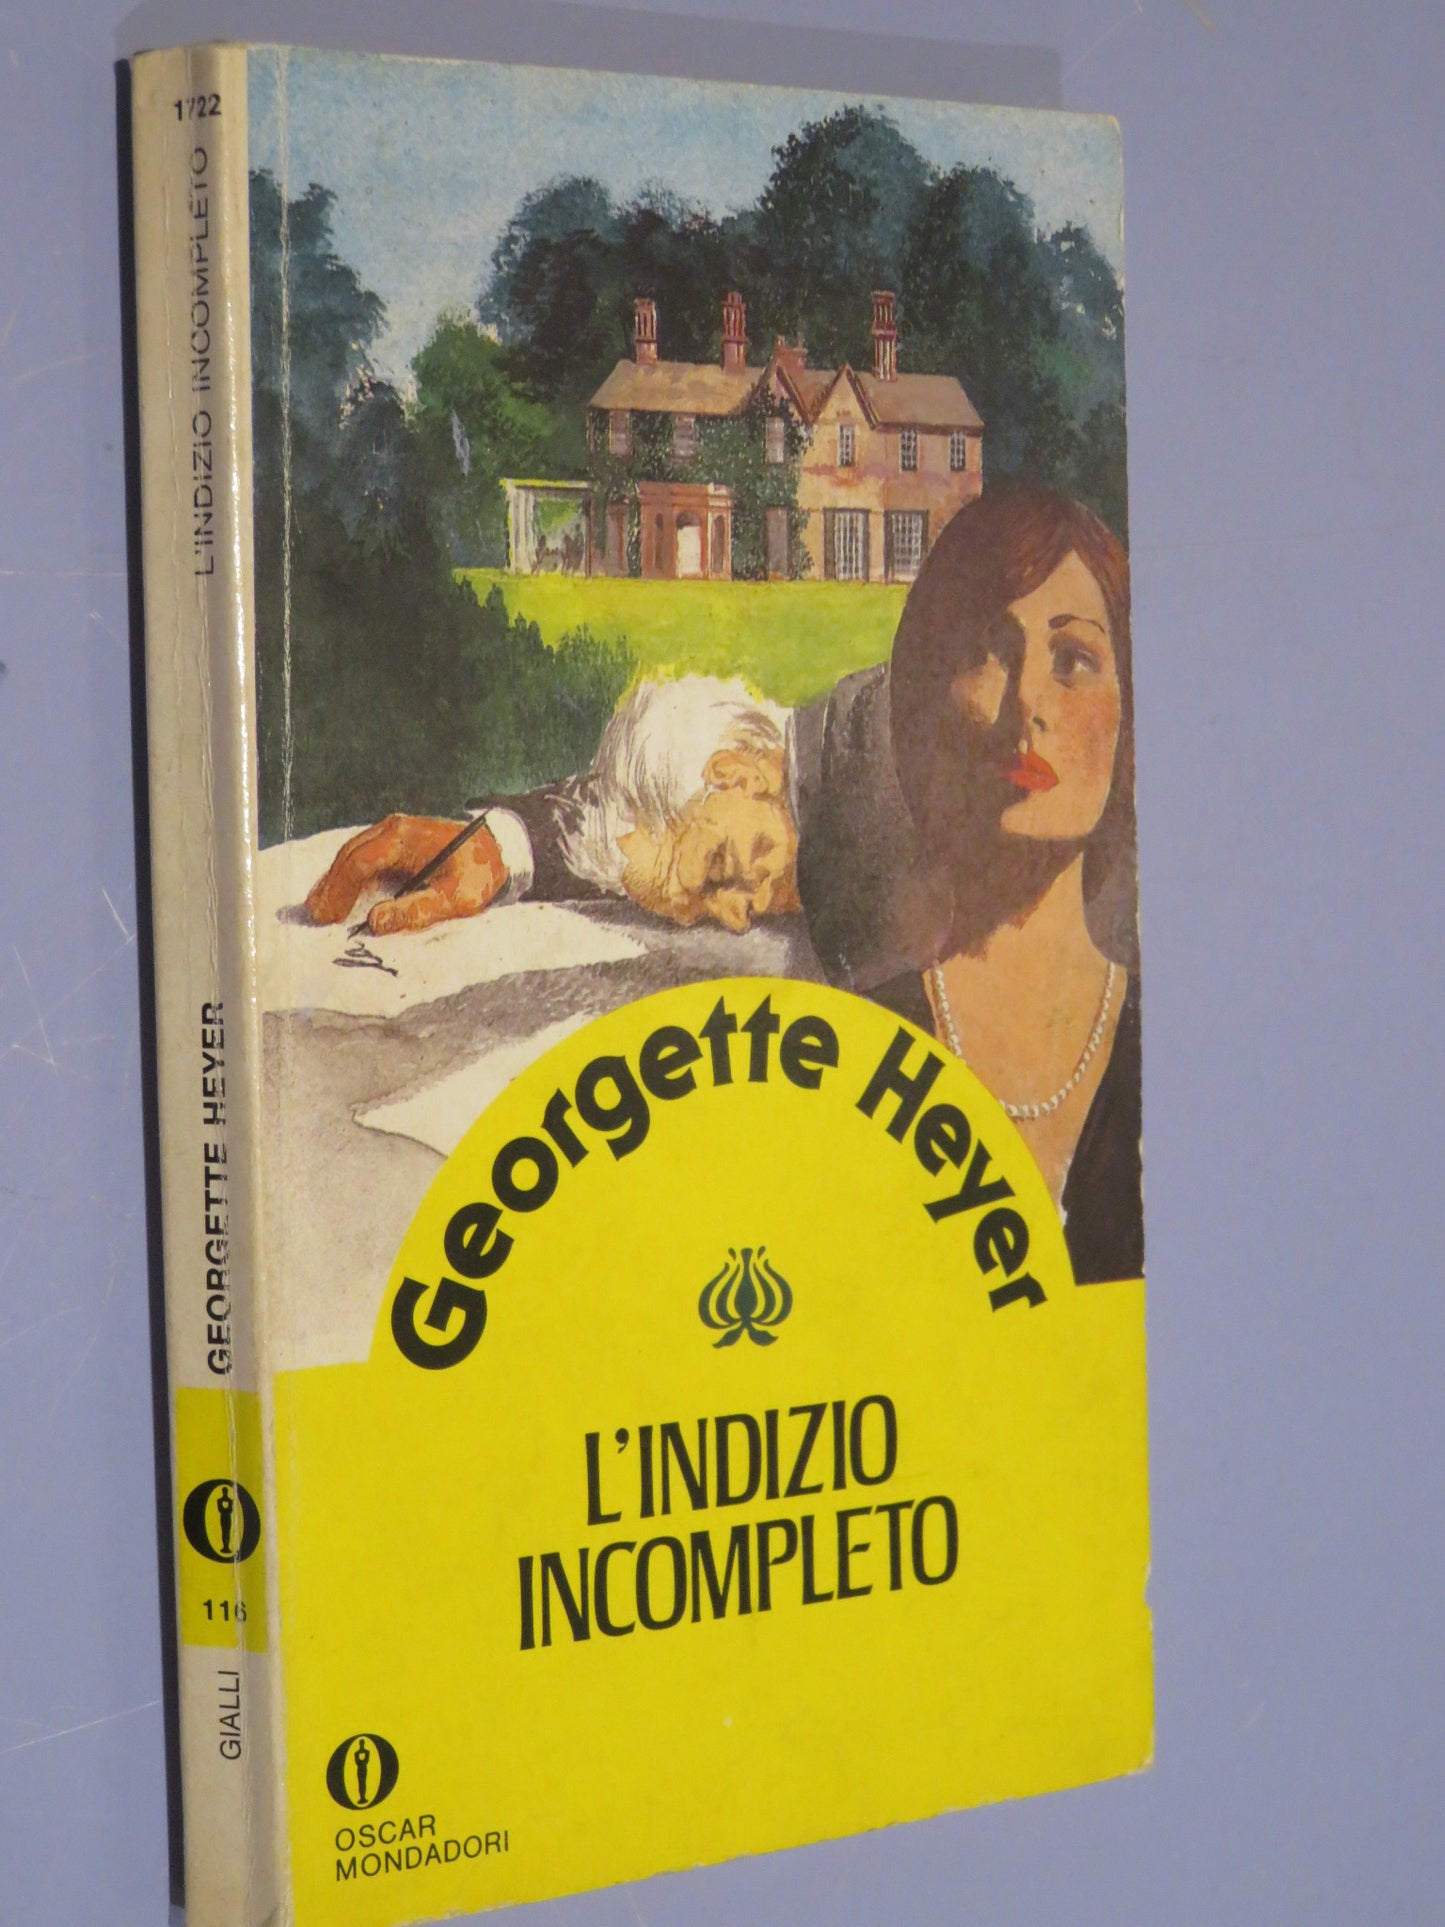 1722
L'INDIZIO INCOMPLETO
GEORGETTE HEYER
116
GIALLI
Georgette Heyer
L'INDIZIO
INCOMPLETO
OSCAR
MONDADORI